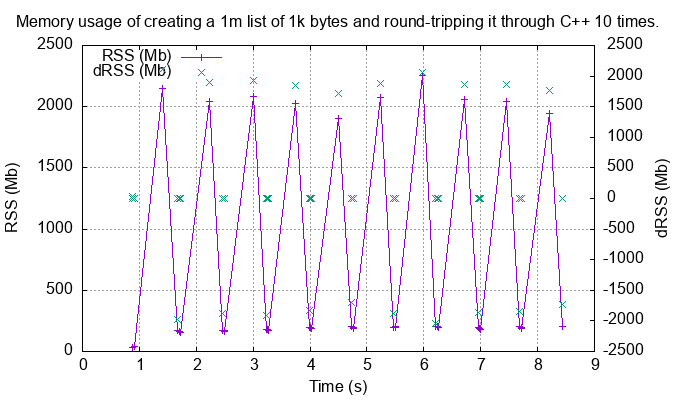 Memory usage of creating a 1m list of 1k bytes and round-tripping it through C++ 10 times.
RSS (Mb)
dRSS (Mb)
2500
2000
1500
1000
500
0
RSS (Mb)
2500
2000
1500
1000
500
0
-500
-1000
-1500
-2000
-2500
dRSS (Mb)
0 1 2 3 4 5 6 7 8 9
Time (s)